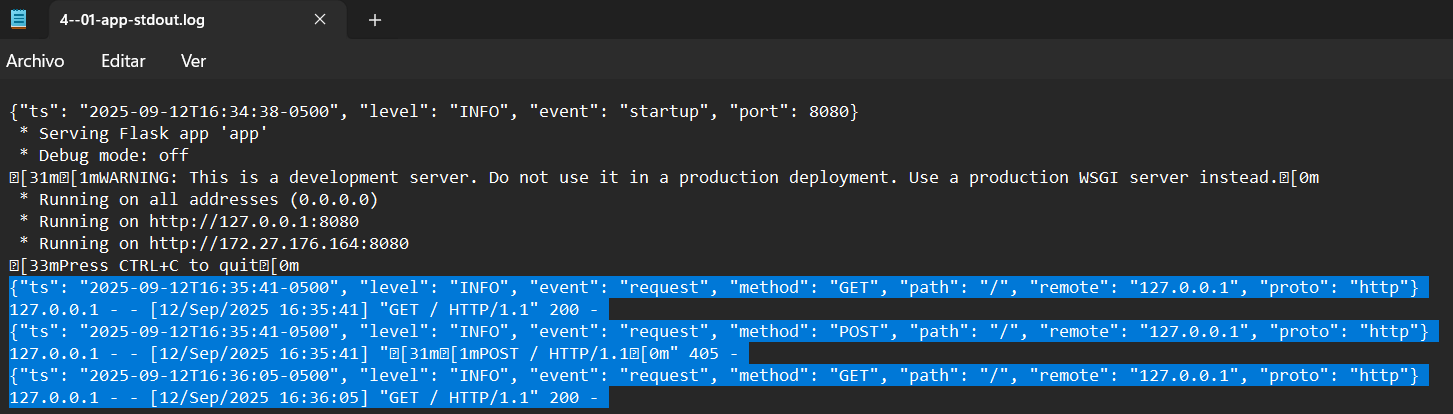 4--01-app-stdout.log
Archivo Editar Ver
{"ts": "2025-09-12T16:34:38-0500", "level": "INFO", "event": "startup", "port": 8080}
 * Serving Flask app 'app'
 * Debug mode: off
␛[31m␛[1mWARNING: This is a development server. Do not use it in a production deployment. Use a production WSGI server instead.␛[0m
 * Running on all addresses (0.0.0.0)
 * Running on http://127.0.0.1:8080
 * Running on http://172.27.176.164:8080
␛[33mPress CTRL+C to quit␛[0m
{"ts": "2025-09-12T16:35:41-0500", "level": "INFO", "event": "request", "method": "GET", "path": "/", "remote": "127.0.0.1", "proto": "http"}
127.0.0.1 - - [12/Sep/2025 16:35:41] "GET / HTTP/1.1" 200 -
{"ts": "2025-09-12T16:35:41-0500", "level": "INFO", "event": "request", "method": "POST", "path": "/", "remote": "127.0.0.1", "proto": "http"}
127.0.0.1 - - [12/Sep/2025 16:35:41] "␛[31m␛[1mPOST / HTTP/1.1␛[0m" 405 -
{"ts": "2025-09-12T16:36:05-0500", "level": "INFO", "event": "request", "method": "GET", "path": "/", "remote": "127.0.0.1", "proto": "http"}
127.0.0.1 - - [12/Sep/2025 16:36:05] "GET / HTTP/1.1" 200 -